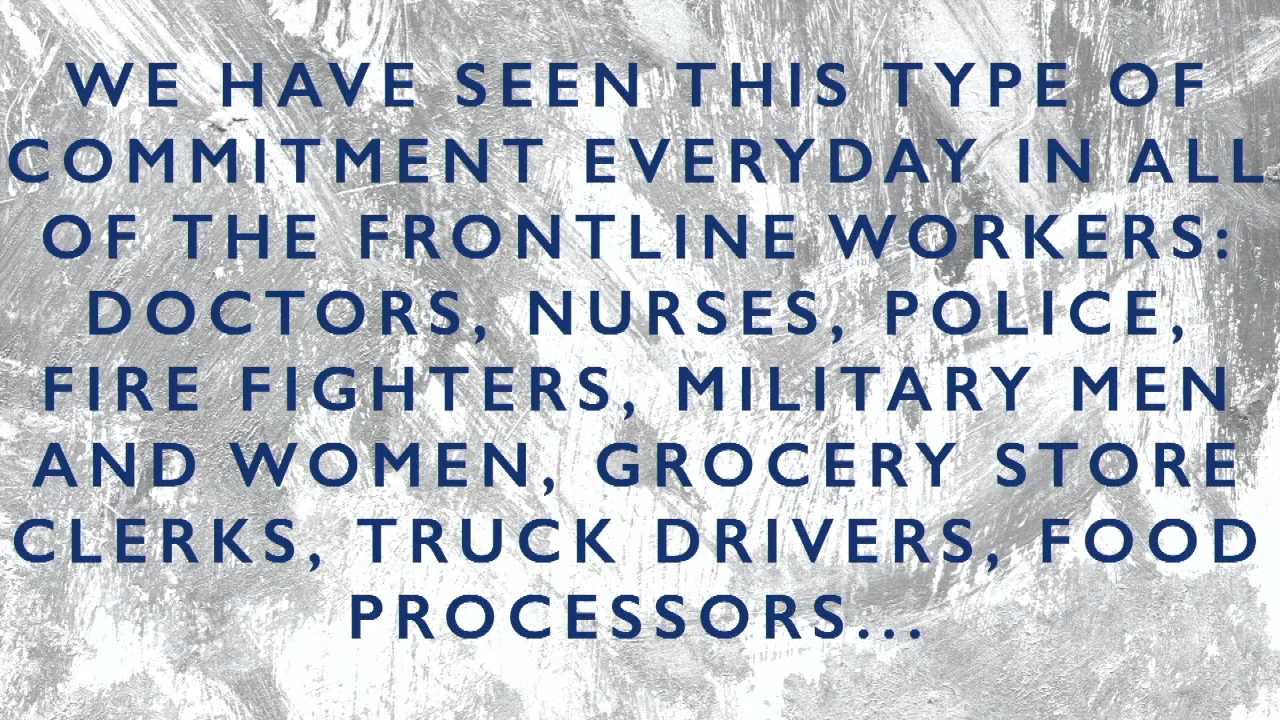 WE HAVE SEEN THIS TYPE OF
COMMITMENT EVERYDAY IN ALL
OF THE FRONTLINE WORKERS:
DOCTORS, NURSES, POLICE,
FIRE FIGHTERS, MILITARY MEN
AND WOMEN, GROCERY STORE
CLERKS, TRUCK DRIVERS, FOOD
PROCESSORS...